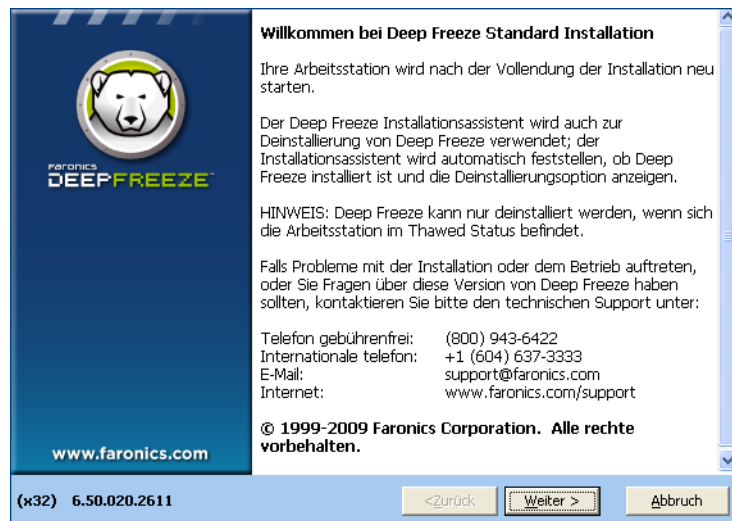 Willkommen bei Deep Freeze Standard Installation
Ihre Arbeitsstation wird nach der Vollendung der Installation neu
starten.
Der Deep Freeze Installationsassistent wird auch zur
Deinstallierung von Deep Freeze verwendet; der
Installationsassistent wird automatisch feststellen, ob Deep
Freeze installiert ist und die Deinstallierungsoption anzeigen.
HINWEIS: Deep Freeze kann nur deinstalliert werden, wenn sich
die Arbeitsstation im Thawed Status befindet.
Falls Probleme mit der Installation oder dem Betrieb auftreten,
oder Sie Fragen über diese Version von Deep Freeze haben
sollten, kontaktieren Sie bitte den technischen Support unter:
Telefon gebührenfrei: (800) 943-6422
Internationale telefon: +1 (604) 637-3333
E-Mail: support@faronics.com
Internet: www.faronics.com/support
© 1999-2009 Faronics Corporation. Alle rechte
vorbehalten.
FARONICS
DEEPFREEZE™
www.faronics.com
(x32) 6.50.020.2611
<Zurück
Weiter >
Abbruch